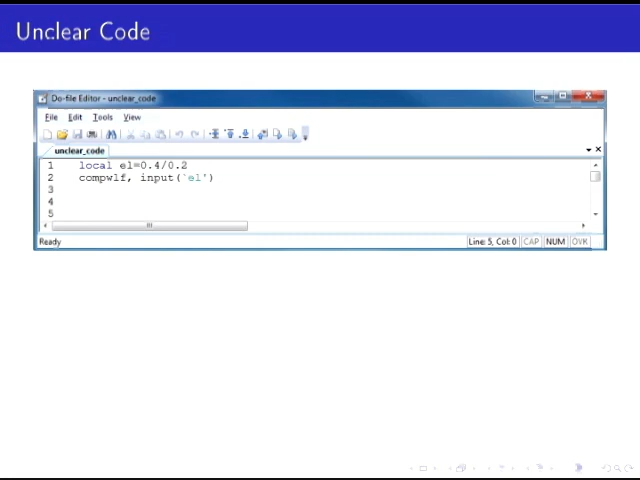 Unclear Code
Do-file Editor - unclear_code
File Edit Tools View
unclear_code
1 local el=0.4/0.2
2 compwlf, input(`el')
3
4
5
Ready Line: 5, Col: 0 CAP NUM OVR